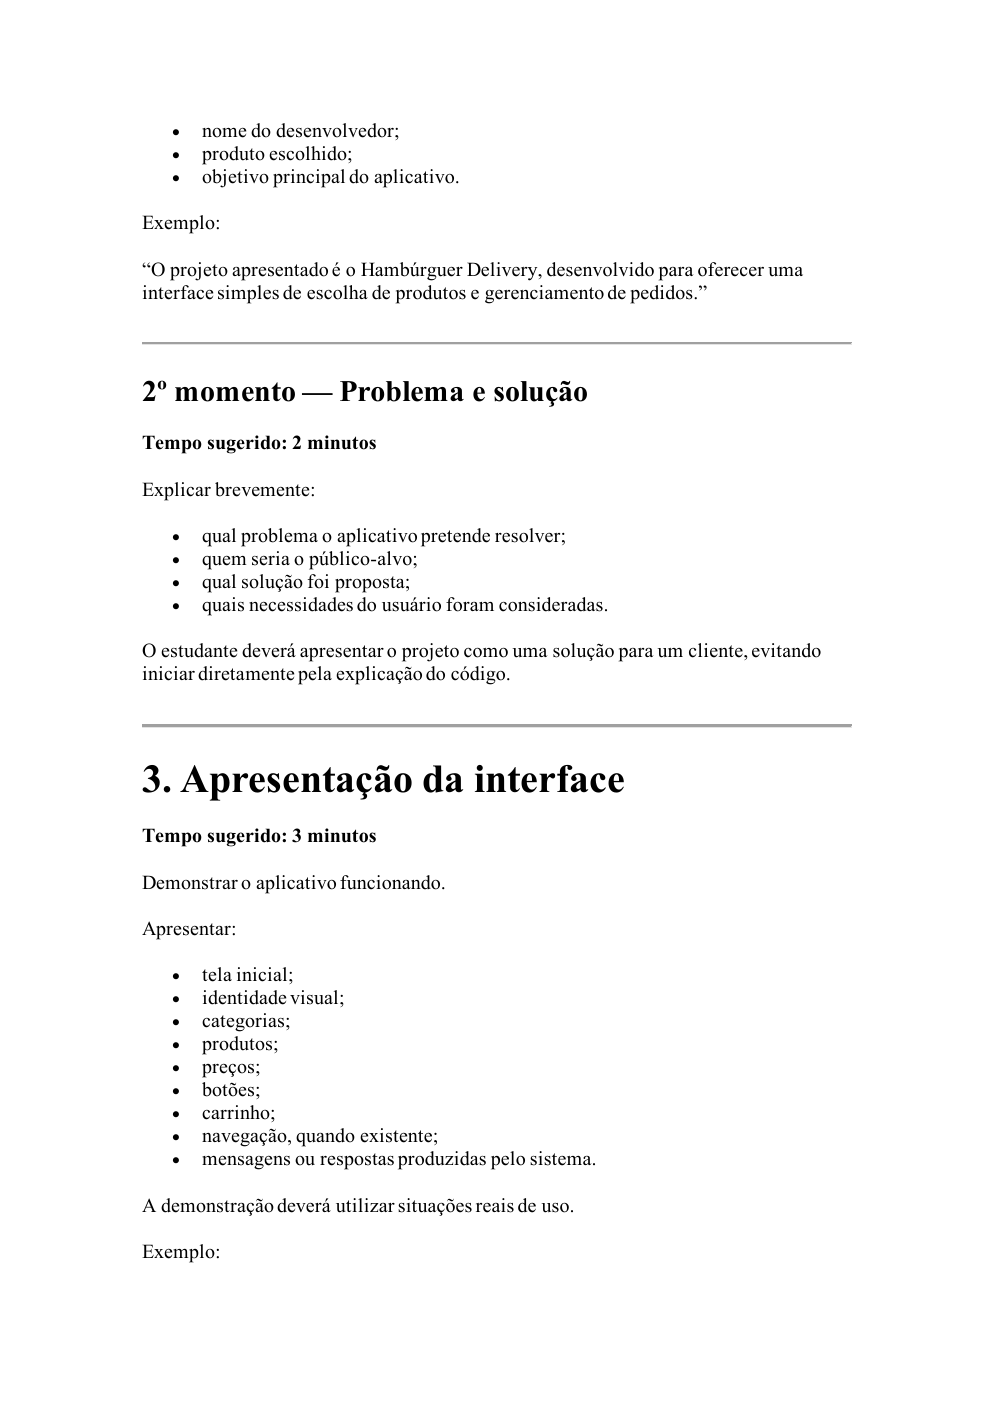 • nome do desenvolvedor;
• produto escolhido;
• objetivo principal do aplicativo.
Exemplo:
“O projeto apresentado é o Hambúrguer Delivery, desenvolvido para oferecer uma
interface simples de escolha de produtos e gerenciamento de pedidos.”
2º momento — Problema e solução
Tempo sugerido: 2 minutos
Explicar brevemente:
• qual problema o aplicativo pretende resolver;
• quem seria o público-alvo;
• qual solução foi proposta;
• quais necessidades do usuário foram consideradas.
O estudante deverá apresentar o projeto como uma solução para um cliente, evitando
iniciar diretamente pela explicação do código.
3. Apresentação da interface
Tempo sugerido: 3 minutos
Demonstrar o aplicativo funcionando.
Apresentar:
• tela inicial;
• identidade visual;
• categorias;
• produtos;
• preços;
• botões;
• carrinho;
• navegação, quando existente;
• mensagens ou respostas produzidas pelo sistema.
A demonstração deverá utilizar situações reais de uso.
Exemplo: